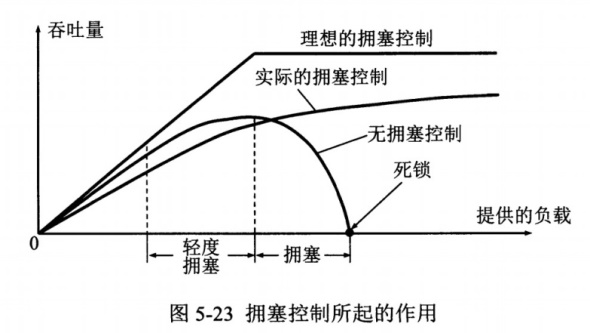 吞吐量
理想的拥塞控制
实际的拥塞控制
无拥塞控制
死锁
提供的负载
0
轻度
拥塞
拥塞
图 5-23 拥塞控制所起的作用